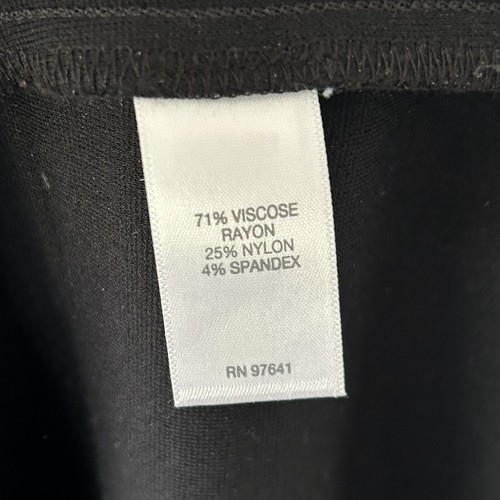 71% VISCOSE
RAYON
25% NYLON
4% SPANDEX
RN 97641